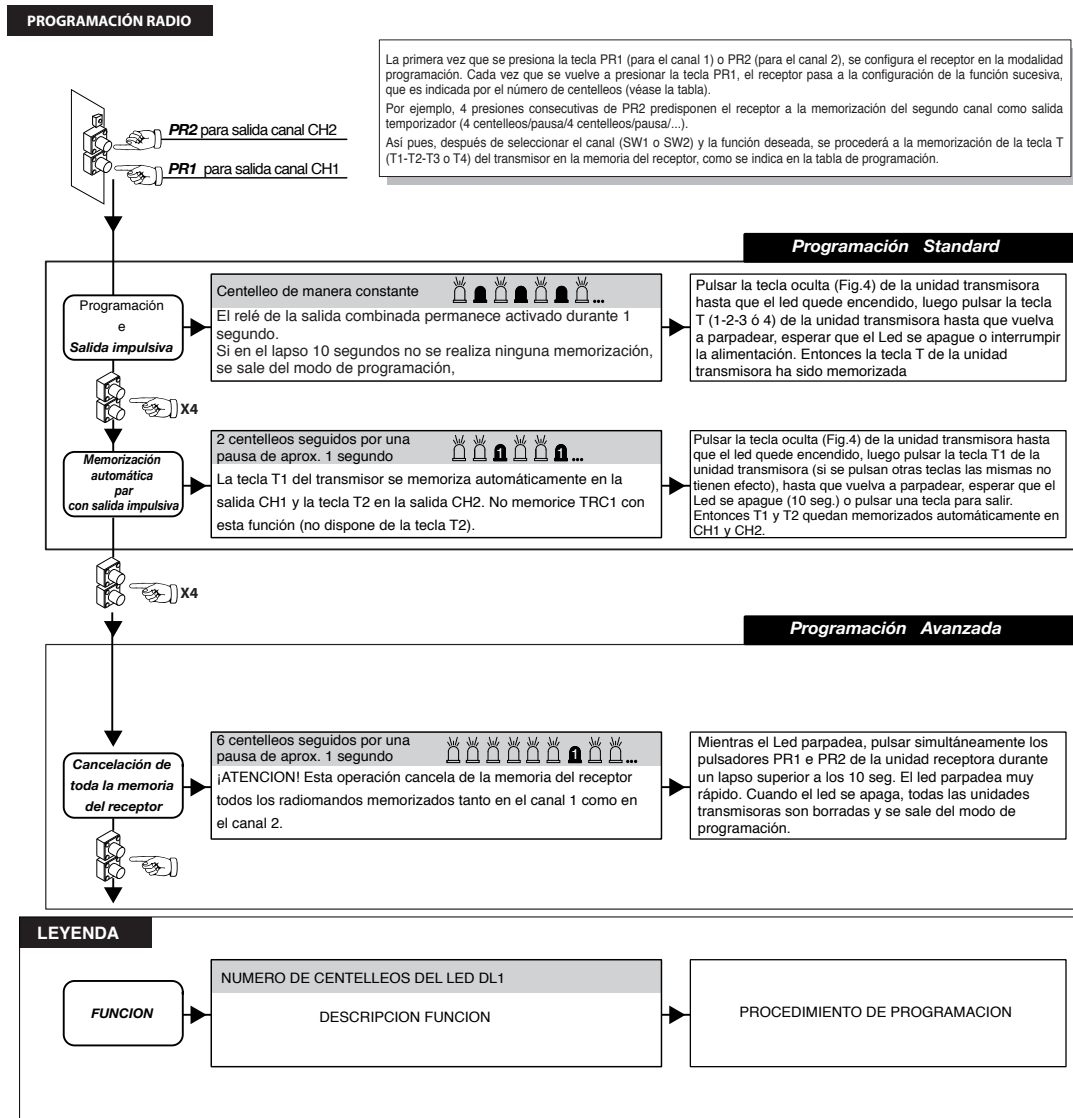 PROGRAMACIÓN RADIO
La primera vez que se presiona la tecla PR1 (para el canal 1) o PR2 (para el canal 2), se configura el receptor en la modalidad
programación. Cada vez que se vuelve a presionar la tecla PR1, el receptor pasa a la configuración de la función sucesiva,
que es indicada por el número de centelleos (véase la tabla).
Por ejemplo, 4 presiones consecutivas de PR2 predisponen el receptor a la memorización del segundo canal como salida
temporizador (4 centelleos/pausa/4 centelleos/pausa/...).
Así pues, después de seleccionar el canal (SW1 o SW2) y la función deseada, se procederá a la memorización de la tecla T
(T1-T2-T3 o T4) del transmisor en la memoria del receptor, como se indica en la tabla de programación.
PR2 para salida canal CH2
PR1 para salida canal CH1
Programación Standard
Programación
e
Salida impulsiva
Centelleo de manera constante
...
El relé de la salida combinada permanece activado durante 1
segundo.
Si en el lapso 10 segundos no se realiza ninguna memorización,
se sale del modo de programación,
Pulsar la tecla oculta (Fig.4) de la unidad transmisora
hasta que el led quede encendido, luego pulsar la tecla
T (1-2-3 ó 4) de la unidad transmisora hasta que vuelva
a parpadear, esperar que el Led se apague o interrumpir
la alimentación. Entonces la tecla T de la unidad
transmisora ha sido memorizada
X4
Memorización
automática
par
con salida impulsiva
2 centelleos seguidos por una
pausa de aprox. 1 segundo
1 1 ...
La tecla T1 del transmisor se memoriza automáticamente en la
salida CH1 y la tecla T2 en la salida CH2. No memorice TRC1 con
esta función (no dispone de la tecla T2).
Pulsar la tecla oculta (Fig.4) de la unidad transmisora hasta
que el led quede encendido, luego pulsar la tecla T1 de la
unidad transmisora (si se pulsan otras teclas las mismas no
tienen efecto), hasta que vuelva a parpadear, esperar que el
Led se apague (10 seg.) o pulsar una tecla para salir.
Entonces T1 y T2 quedan memorizados automáticamente en
CH1 y CH2.
X4
Programación Avanzada
Cancelación de
toda la memoria
del receptor
6 centelleos seguidos por una
pausa de aprox. 1 segundo
1 ...
¡ATENCION! Esta operación cancela de la memoria del receptor
todos los radiomandos memorizados tanto en el canal 1 como en
el canal 2.
Mientras el Led parpadea, pulsar simultáneamente los
pulsadores PR1 e PR2 de la unidad receptora durante
un lapso superior a los 10 seg. El led parpadea muy
rápido. Cuando el led se apaga, todas las unidades
transmisoras son borradas y se sale del modo de
programación.
LEYENDA
FUNCION
NUMERO DE CENTELLEOS DEL LED DL1
DESCRIPCION FUNCION
PROCEDIMIENTO DE PROGRAMACION